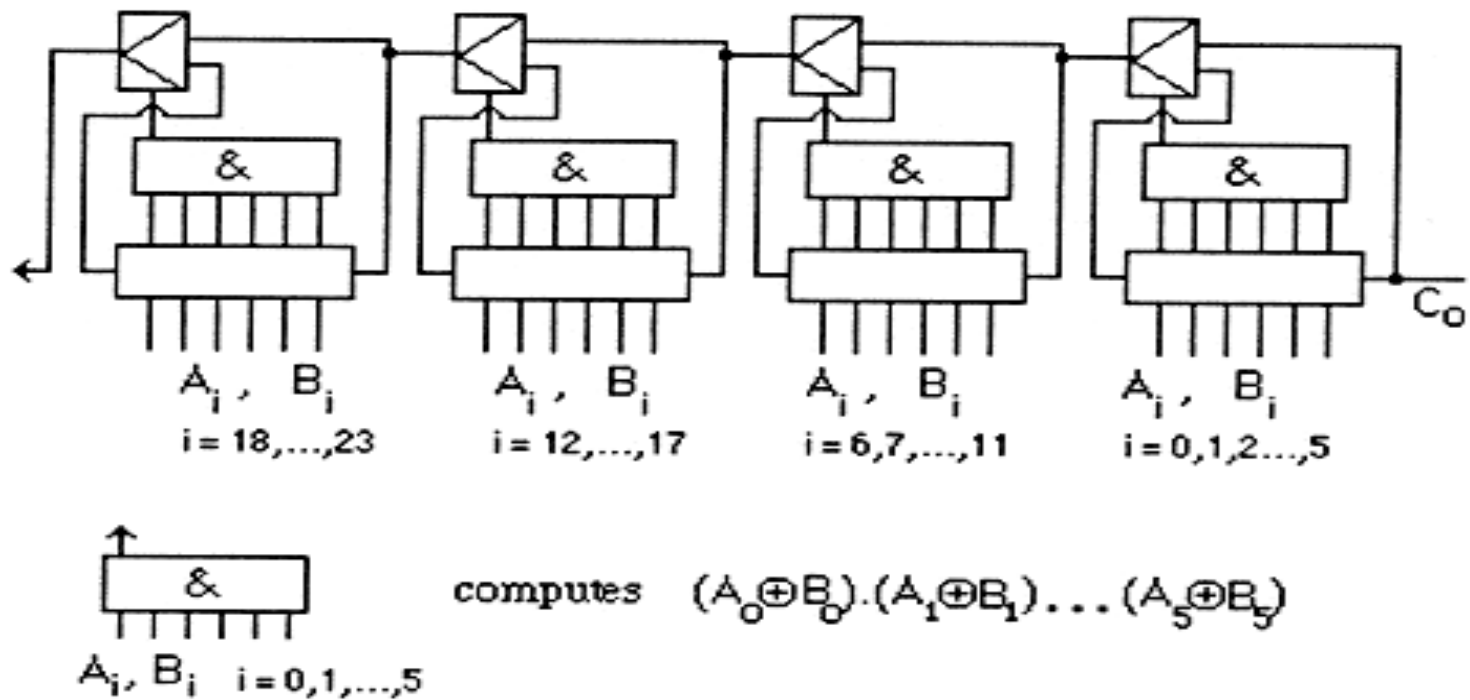 & & & &
C₀
Aᵢ , Bᵢ Aᵢ , Bᵢ Aᵢ , Bᵢ Aᵢ , Bᵢ
i = 18,...,23 i = 12,...,17 i = 6,7,...,11 i = 0,1,2...,5
& computes (A₀⊕B₀).(A₁⊕B₁)...(A₅⊕B₅)
Aᵢ, Bᵢ i = 0,1,...,5